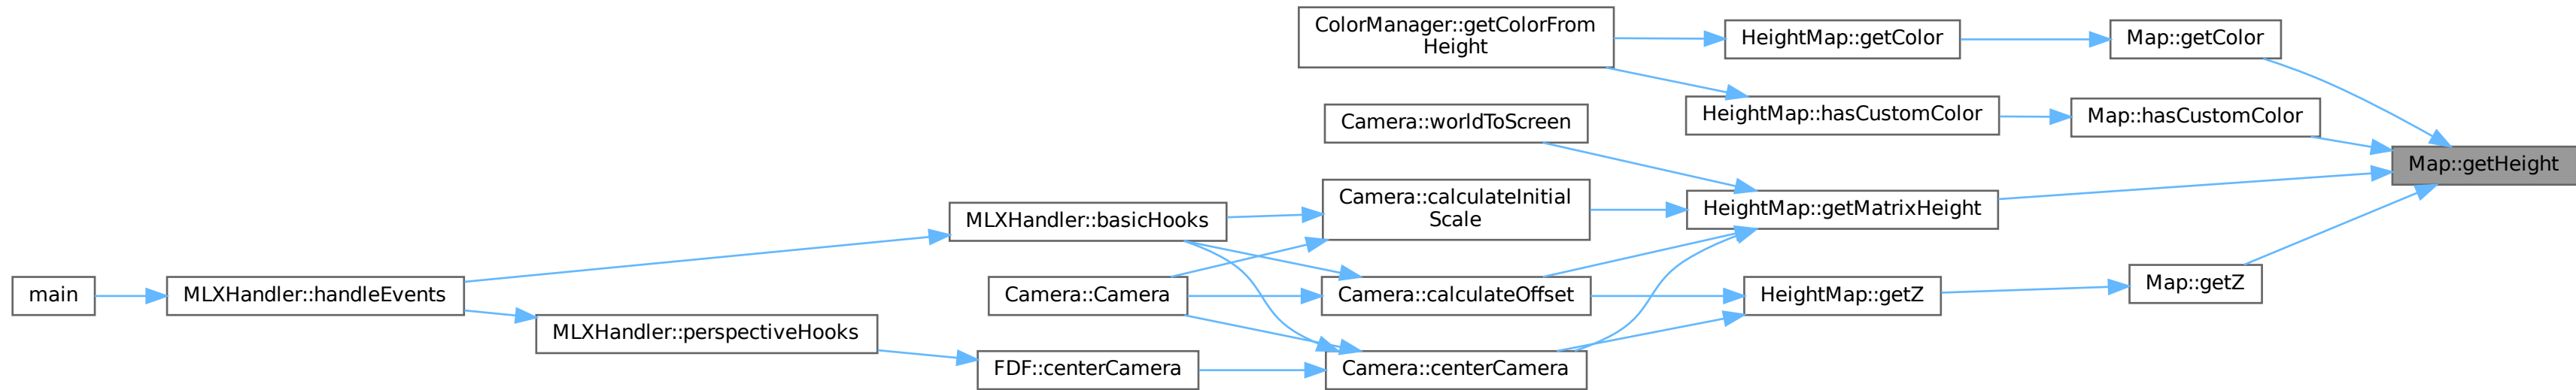 ColorManager::getColorFrom
Height
HeightMap::getColor
Map::getColor
Camera::worldToScreen
HeightMap::hasCustomColor
Map::hasCustomColor
Map::getHeight
Camera::calculateInitial
Scale
HeightMap::getMatrixHeight
MLXHandler::basicHooks
main
MLXHandler::handleEvents
Camera::Camera
Camera::calculateOffset
HeightMap::getZ
Map::getZ
MLXHandler::perspectiveHooks
FDF::centerCamera
Camera::centerCamera